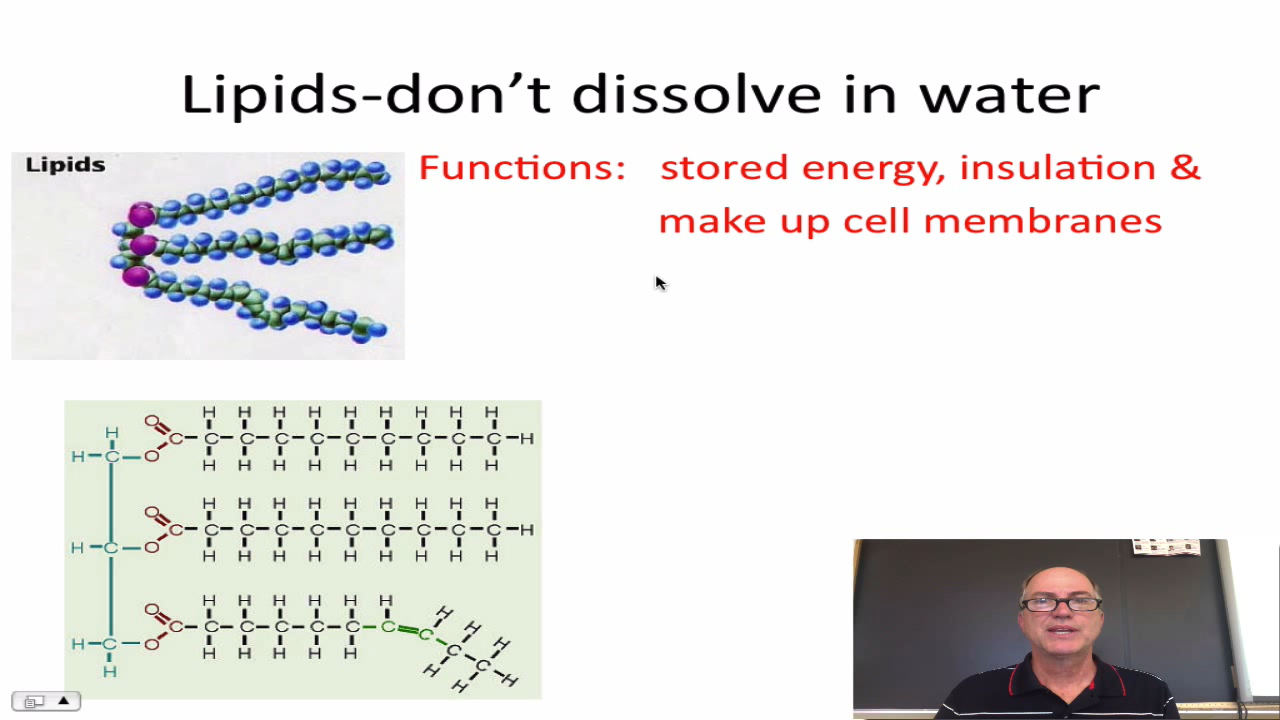 Lipids-don't dissolve in water
Lipids
Functions: stored energy, insulation &
make up cell membranes
H H H H H H H H H
O
H
C C C C C C C C C C H
H C O
H H H H H H H H H
H H H H H H H H H
O
C C C C C C C C C C H
H C O
H H H H H H H H H
H H H H H H
O H
C C C C C C C C H
H C O C H
H H H H H C
H H H
H